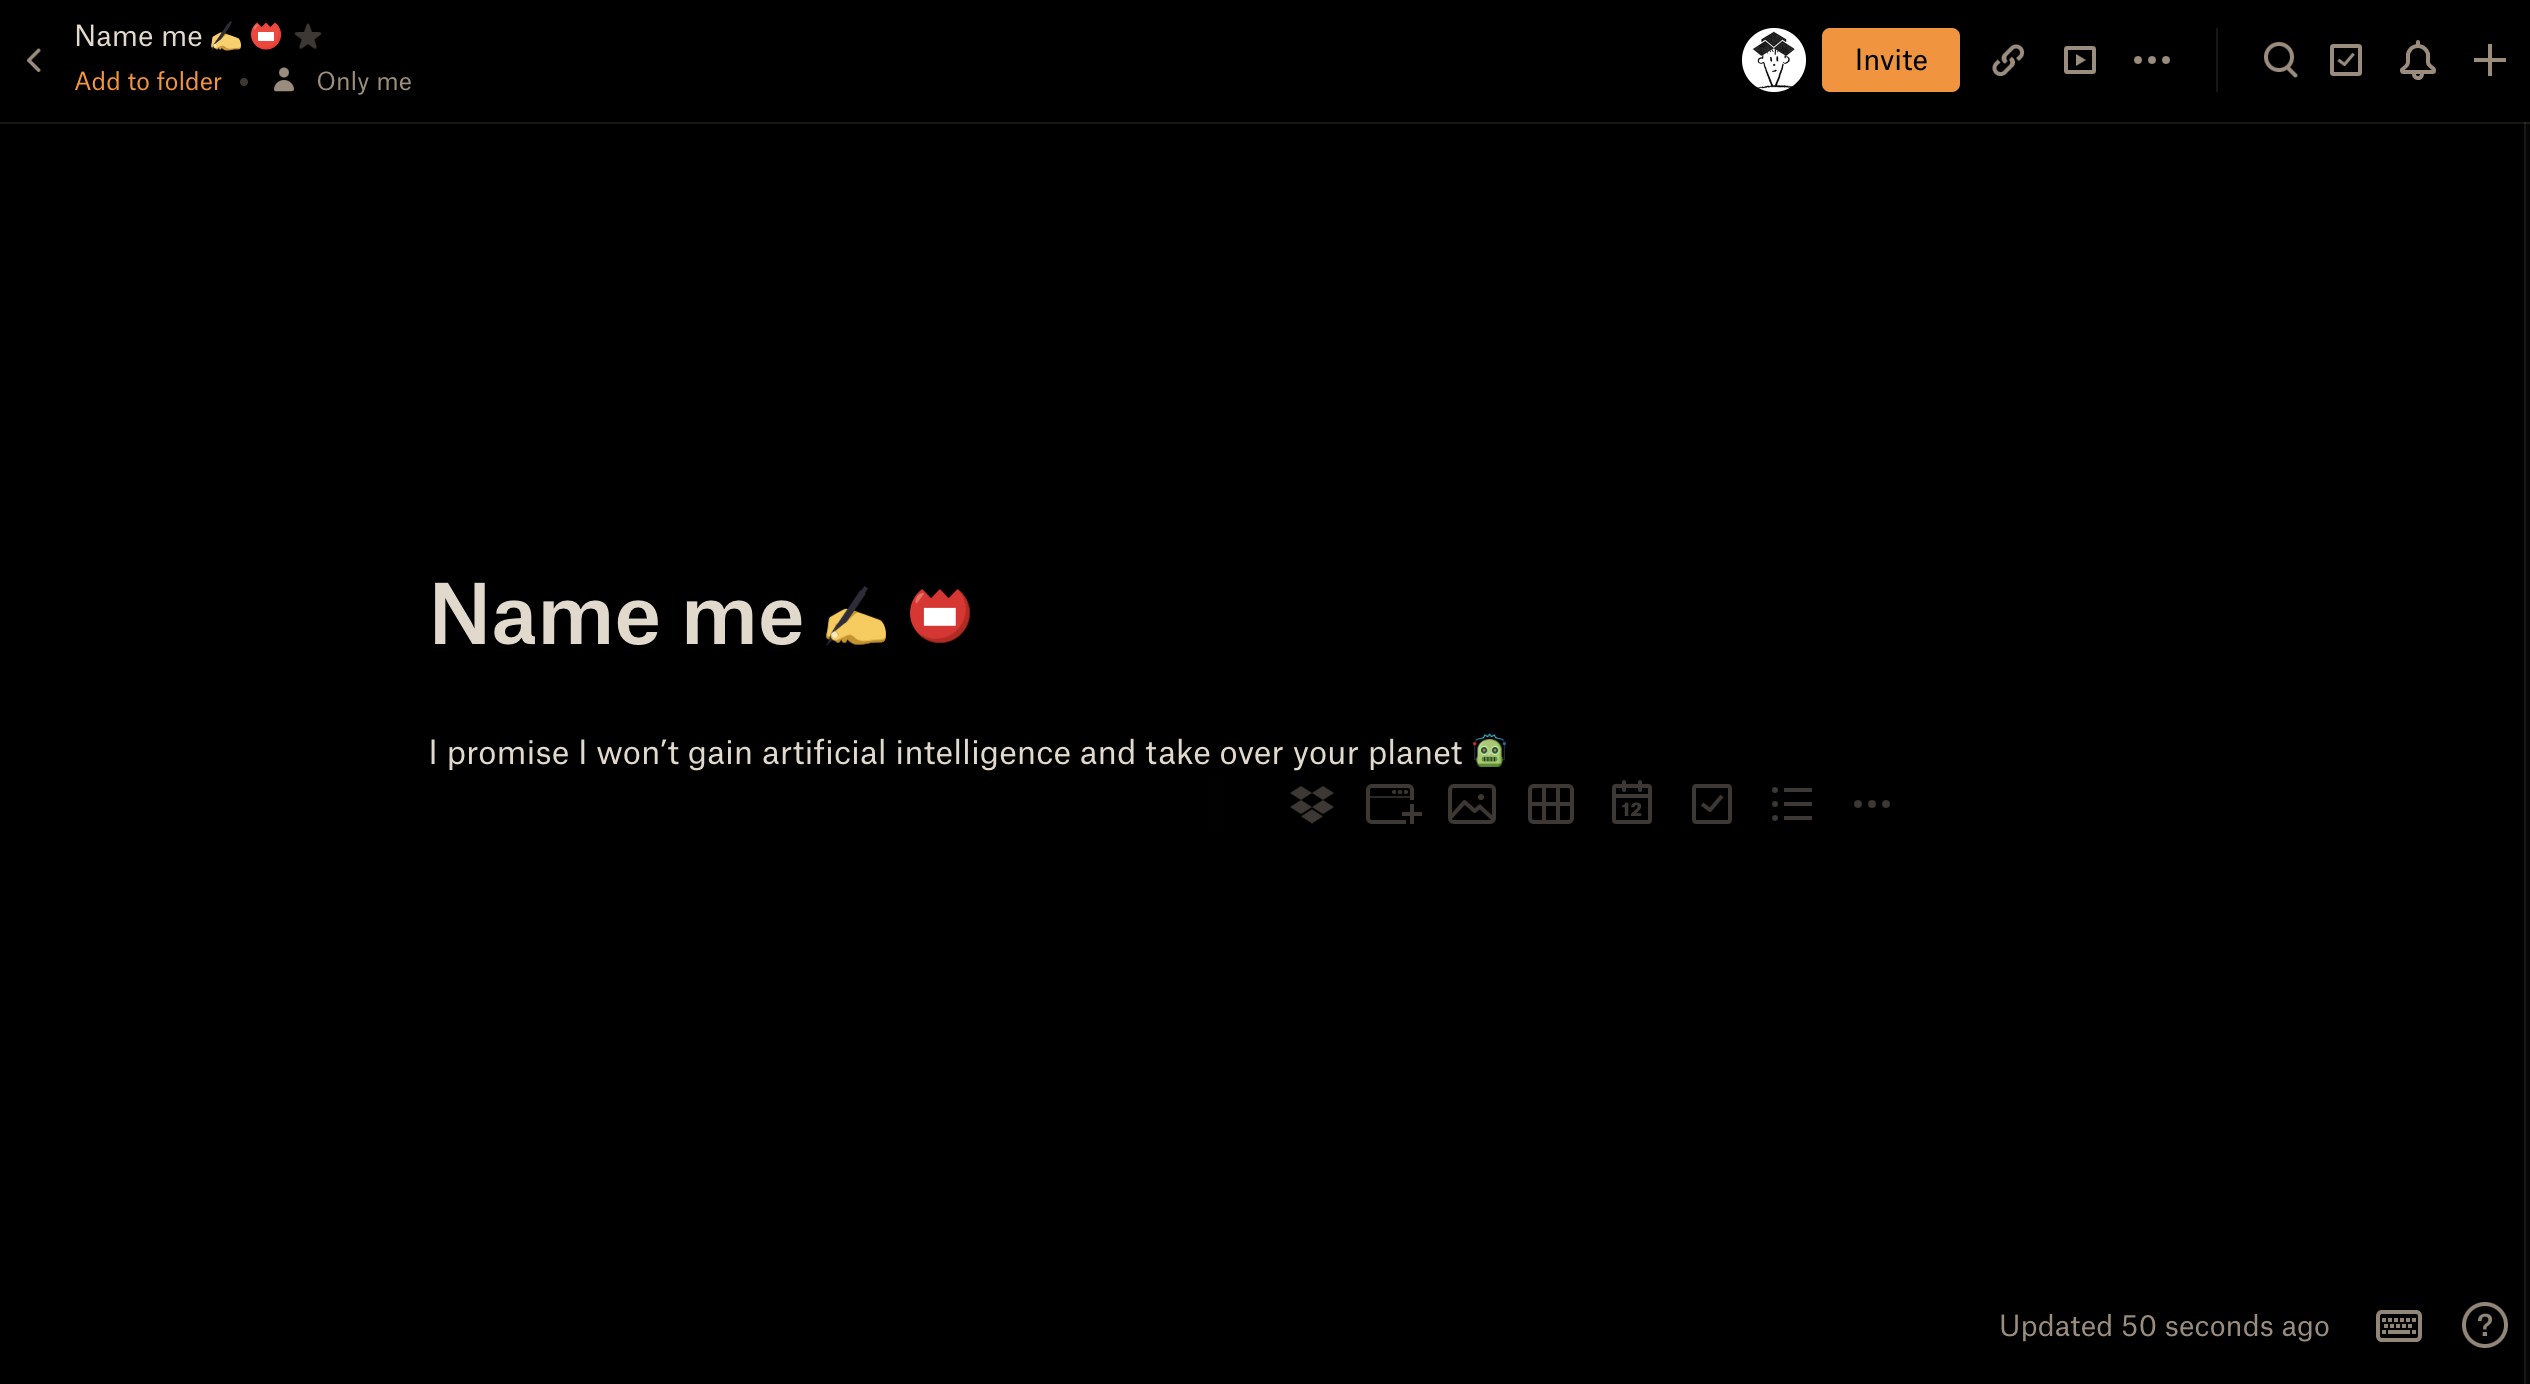 Name me ✍️ 📛
Add to folder • Only me
Invite
Name me ✍️ 📛
I promise I won’t gain artificial intelligence and take over your planet 🤖
12
Updated 50 seconds ago
?